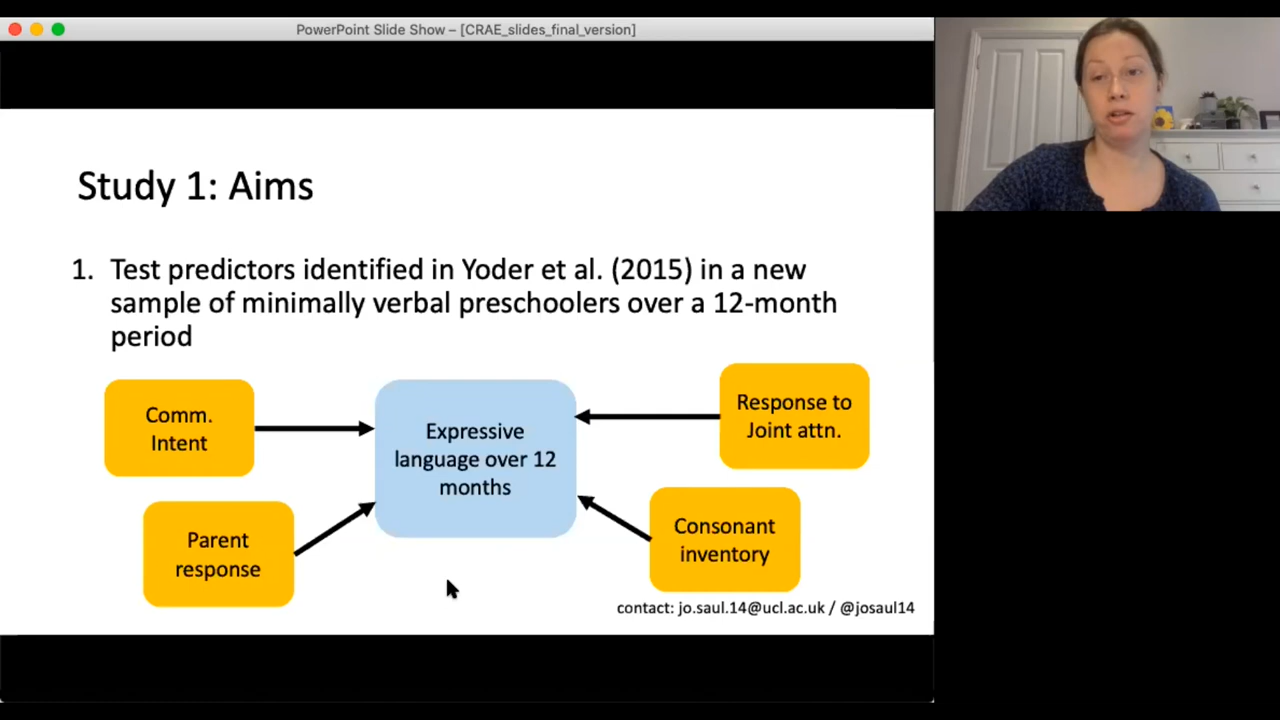 PowerPoint Slide Show – [CRAE_slides_final_version]
Study 1: Aims
1. Test predictors identified in Yoder et al. (2015) in a new
sample of minimally verbal preschoolers over a 12-month
period
Comm.
Intent
Parent
response
Expressive
language over 12
months
Response to
Joint attn.
Consonant
inventory
contact: jo.saul.14@ucl.ac.uk / @josaul14